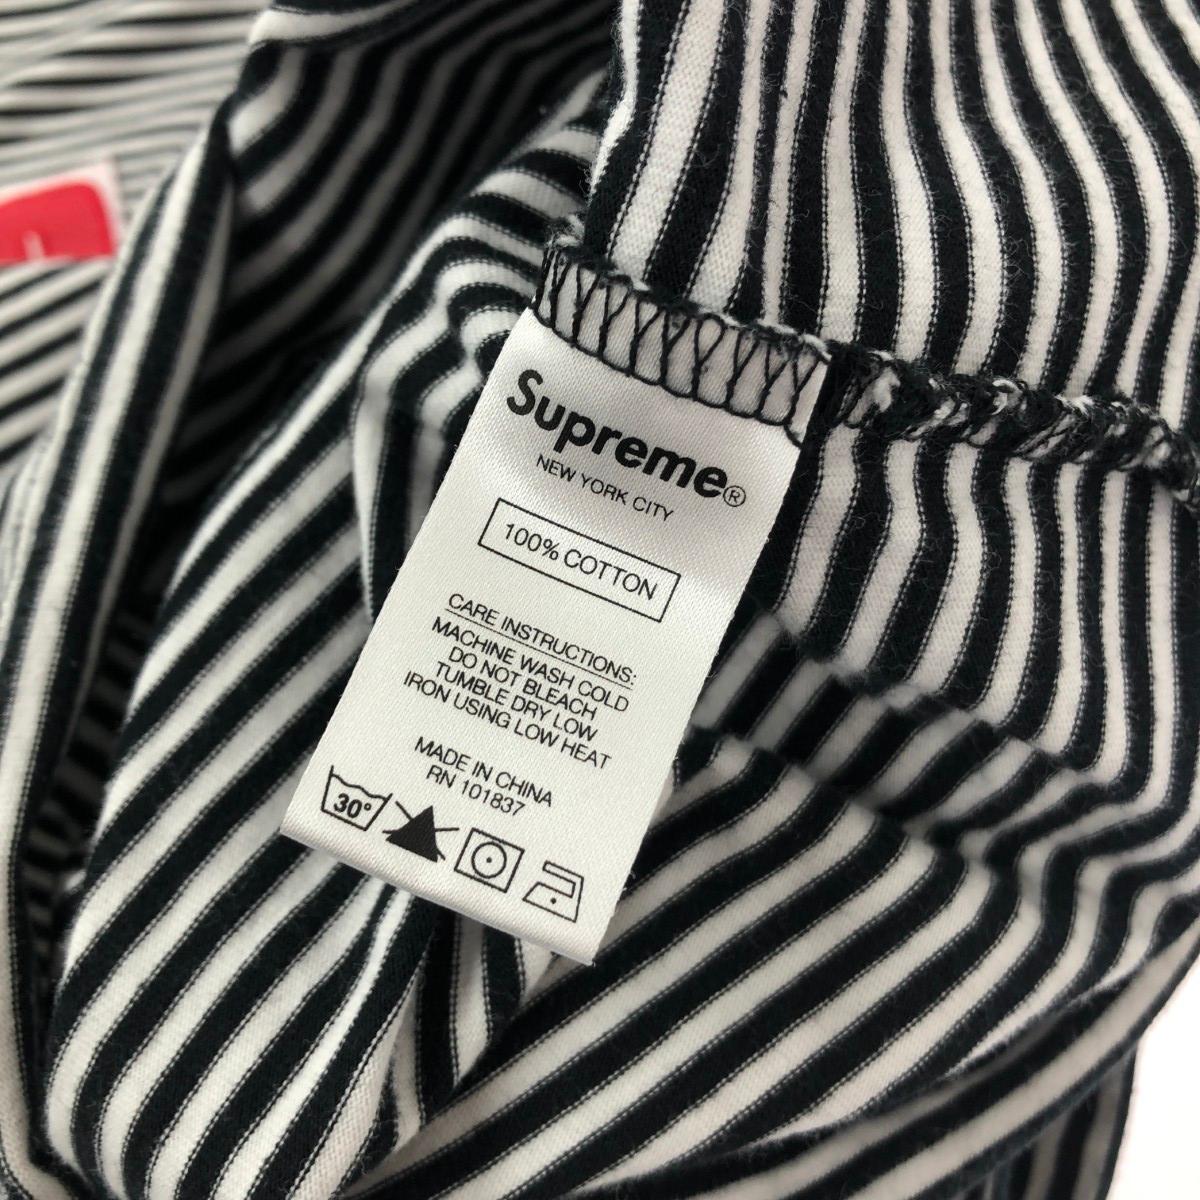 Supreme®
NEW YORK CITY
100% COTTON
CARE INSTRUCTIONS:
MACHINE WASH COLD
DO NOT BLEACH
TUMBLE DRY LOW
IRON USING LOW HEAT
MADE IN CHINA
RN 101837
30°